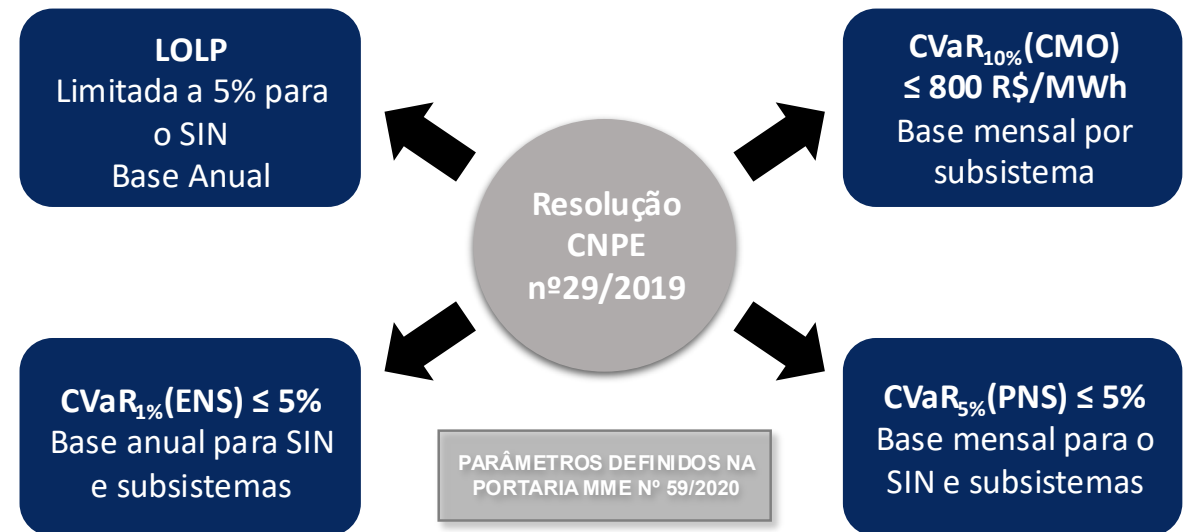 LOLP
Limitada a 5% para
o SIN
Base Anual
CVaR10%(CMO)
≤ 800 R$/MWh
Base mensal por
subsistema
Resolução
CNPE
nº29/2019
CVaR1%(ENS) ≤ 5%
Base anual para SIN
e subsistemas
PARÂMETROS DEFINIDOS NA
PORTARIA MME Nº 59/2020
CVaR5%(PNS) ≤ 5%
Base mensal para o
SIN e subsistemas